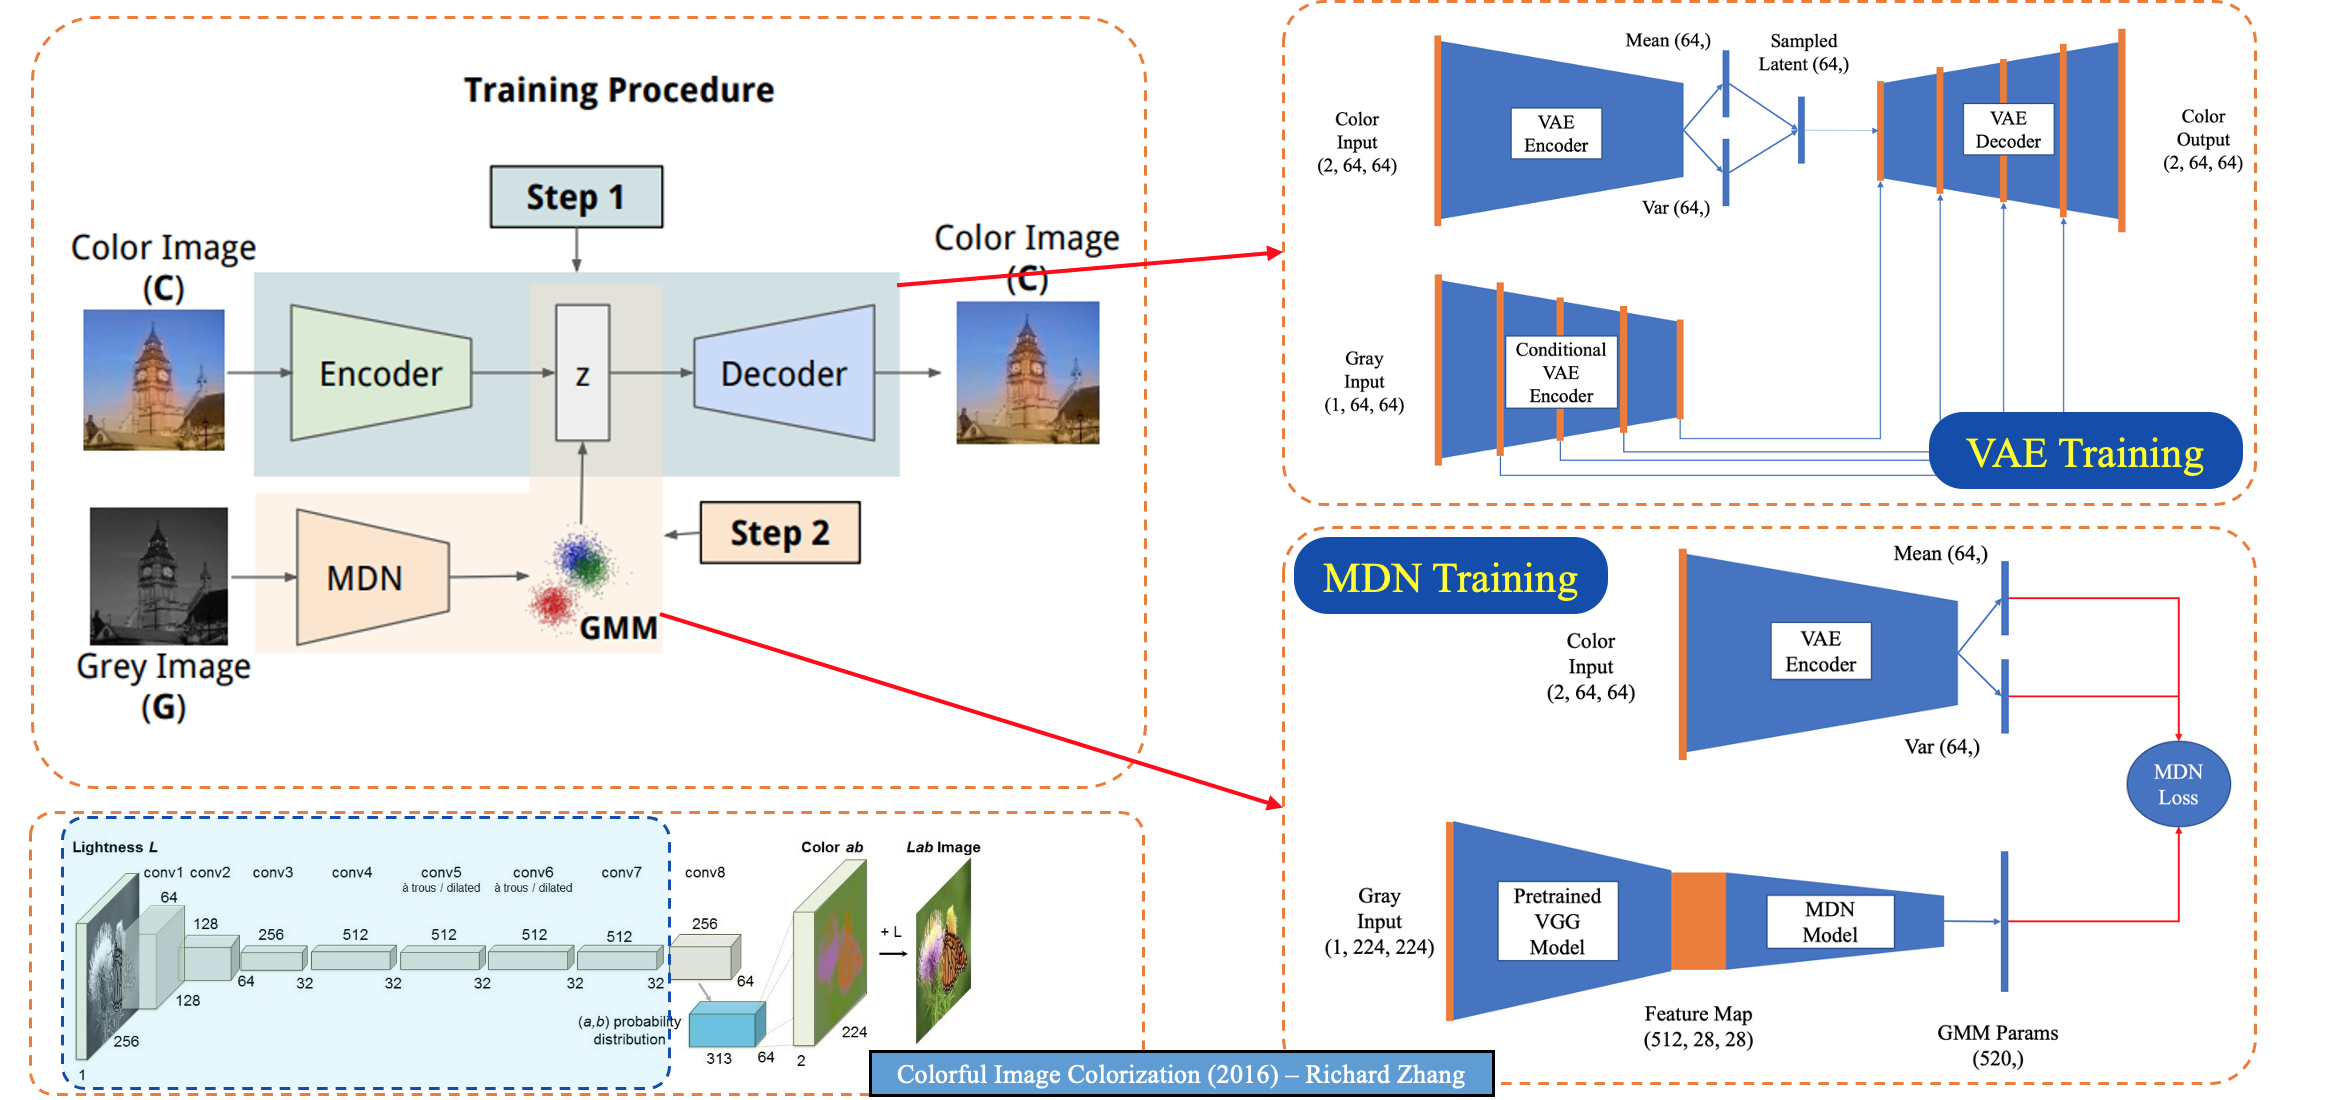 Training Procedure
Step 1
Color Image
(C)
Color Image
(C)
Encoder
z
Decoder
Step 2
MDN
GMM
Grey Image
(G)
Mean (64,)
Sampled
Latent (64,)
Color
Input
(2, 64, 64)
VAE
Encoder
VAE
Decoder
Color
Output
(2, 64, 64)
Var (64,)
Gray
Input
(1, 64, 64)
Conditional
VAE
Encoder
VAE Training
MDN Training
Mean (64,)
Color
Input
(2, 64, 64)
VAE
Encoder
Var (64,)
MDN
Loss
Gray
Input
(1, 224, 224)
Pretrained
VGG
Model
MDN
Model
Feature Map
(512, 28, 28)
GMM Params
(520,)
Lightness L
Color ab
Lab Image
conv1 conv2 conv3 conv4 conv5 conv6 conv7 conv8
à trous / dilated à trous / dilated
64
128
256 512 512 512 512 256
+ L
64 32 32 32 32 32 64
128
256
1
(a,b) probability
distribution
313 64 2 224
Colorful Image Colorization (2016) – Richard Zhang